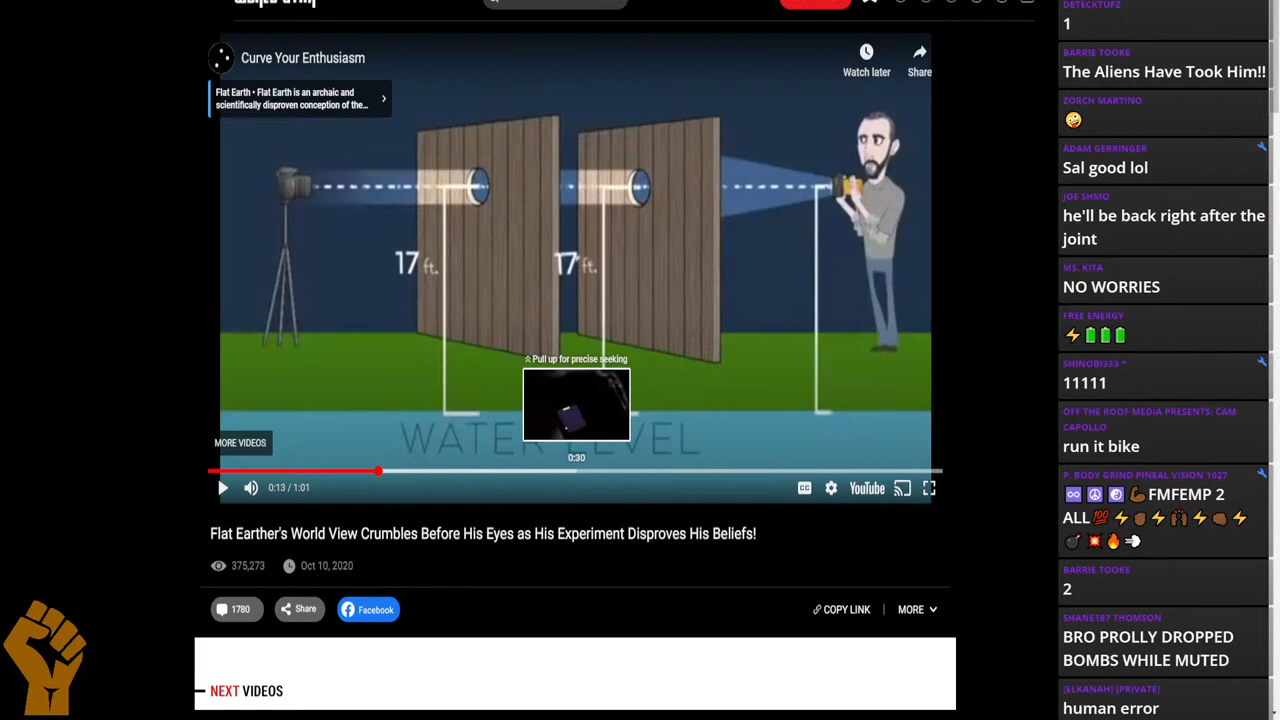 Curve Your Enthusiasm
Watch later
Share
Flat Earth • Flat Earth is an archaic and
scientifically disproven conception of the...
17 ft.
17 ft.
Pull up for precise seeking
WATER LEVEL
MORE VIDEOS
0:30
0:13 / 1:01
CC
YouTube
Flat Earther's World View Crumbles Before His Eyes as His Experiment Disproves His Beliefs!
375,273
Oct 10, 2020
1780
Share
Facebook
COPY LINK
MORE
NEXT VIDEOS
DETECKTUFZ
1
BARRIE TOOKE
The Aliens Have Took Him!!
ZORCH MARTINO
ADAM GERRINGER
Sal good lol
JOE SHMO
he'll be back right after the
joint
MS. KITA
NO WORRIES
FREE ENERGY
SHINOBI333 *
11111
OFF THE ROOF MEDIA PRESENTS: CAM
CAPOLLO
run it bike
P. BODY GRIND PINEAL VISION 1027
FMFEMP 2
ALL 💯
BARRIE TOOKE
2
SHANE187 THOMSON
BRO PROLLY DROPPED
BOMBS WHILE MUTED
[ELKANAH] [PRIVATE]
human error